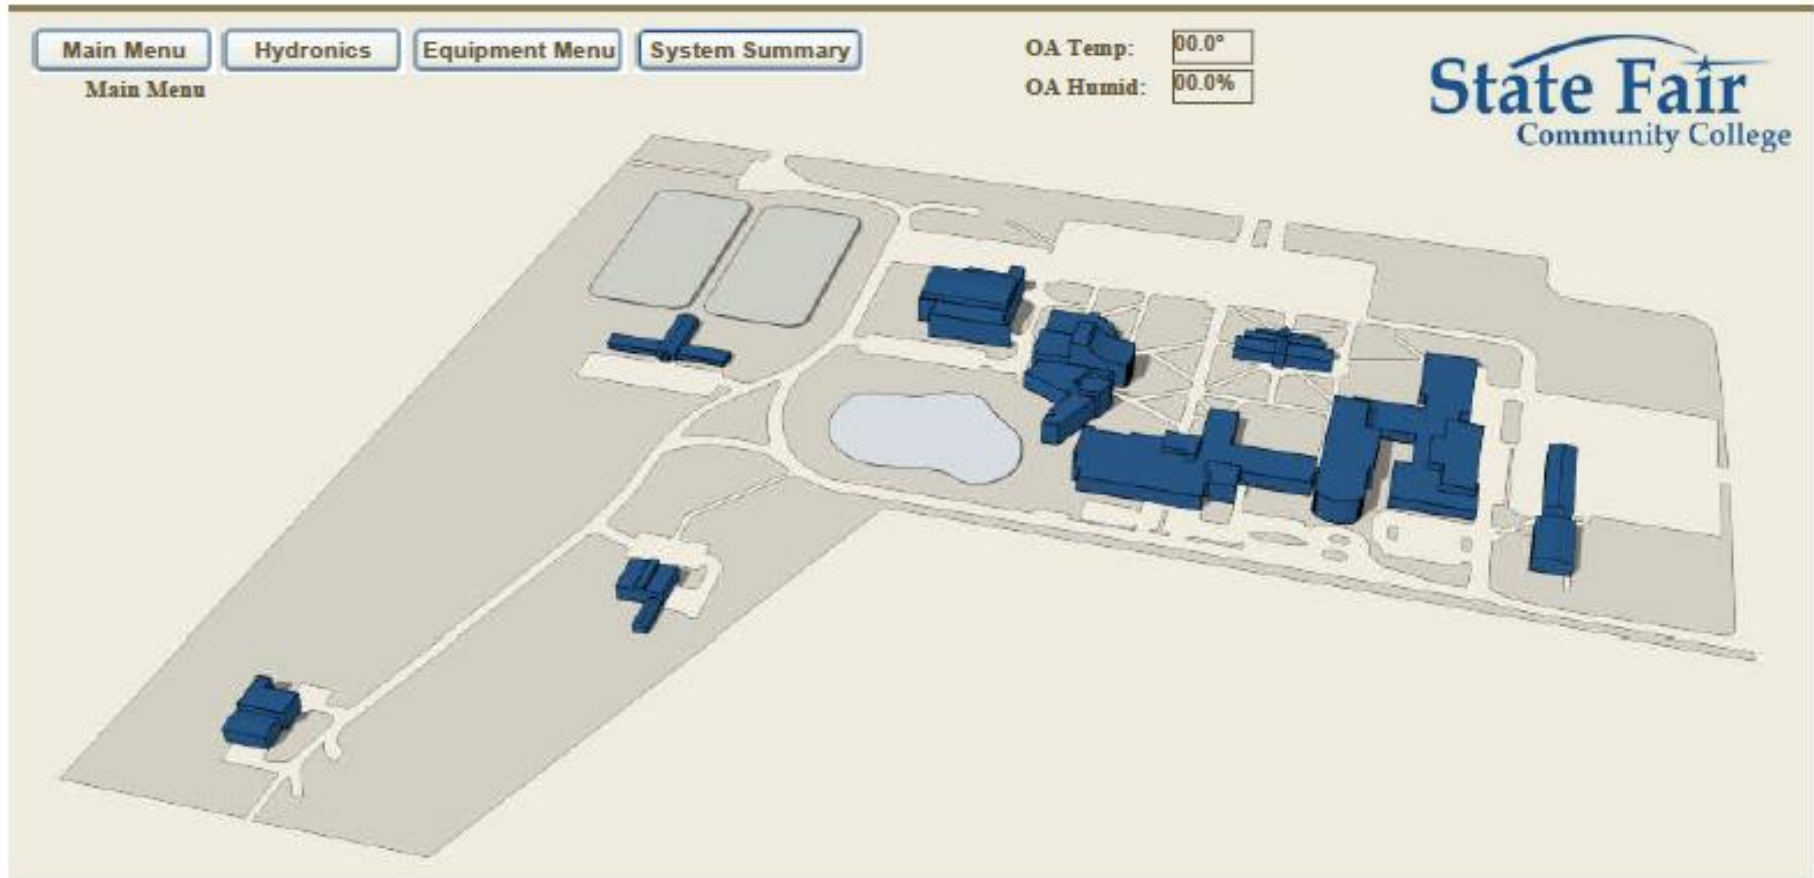 Main Menu
Hydronics
Equipment Menu
System Summary
Main Menu
OA Temp: 00.0°
OA Humid: 00.0%
State Fair
Community College